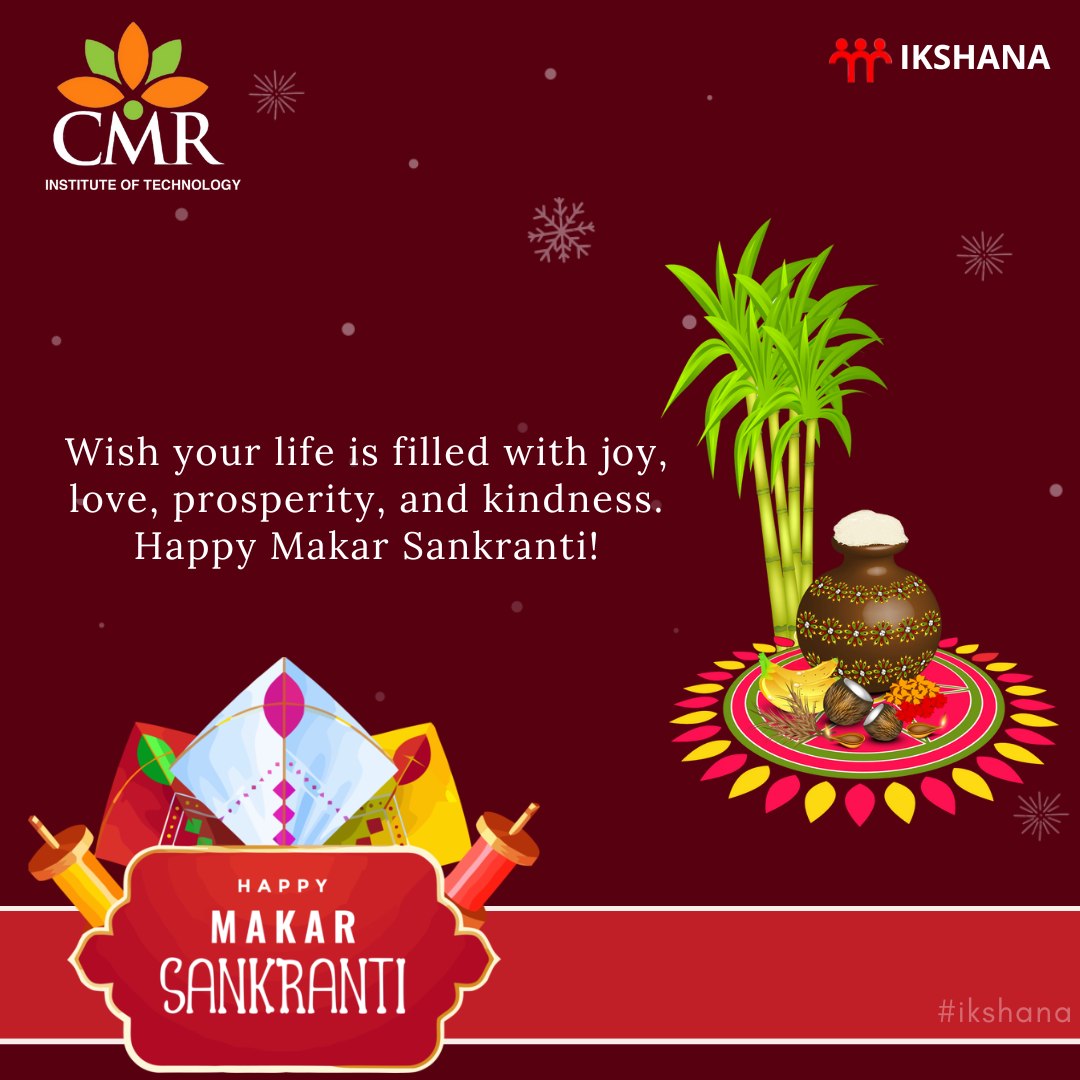 CMR
INSTITUTE OF TECHNOLOGY
IKSHANA
Wish your life is filled with joy,
love, prosperity, and kindness.
Happy Makar Sankranti!
HAPPY
MAKAR
SANKRANTI
#ikshana